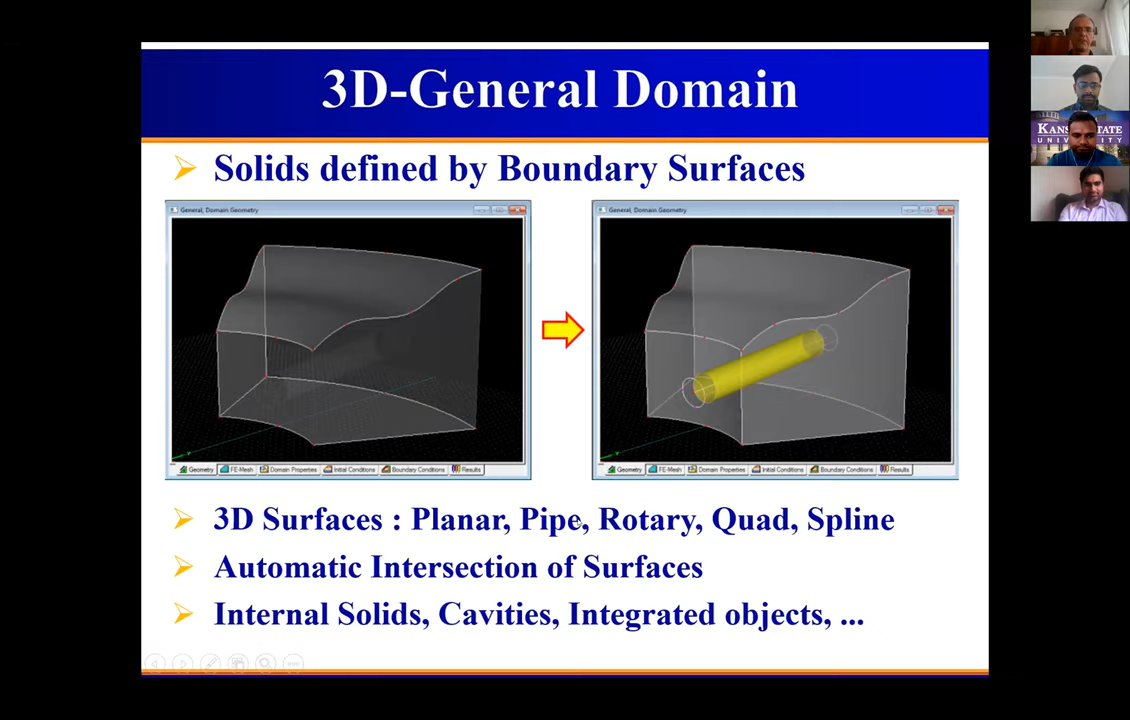 3D-General Domain
Solids defined by Boundary Surfaces
General, Domain Geometry
General, Domain Geometry
Geometry FE-Mesh Domain Properties Initial Conditions Boundary Conditions Results
Geometry FE-Mesh Domain Properties Initial Conditions Boundary Conditions Results
3D Surfaces : Planar, Pipe, Rotary, Quad, Spline
Automatic Intersection of Surfaces
Internal Solids, Cavities, Integrated objects, ...